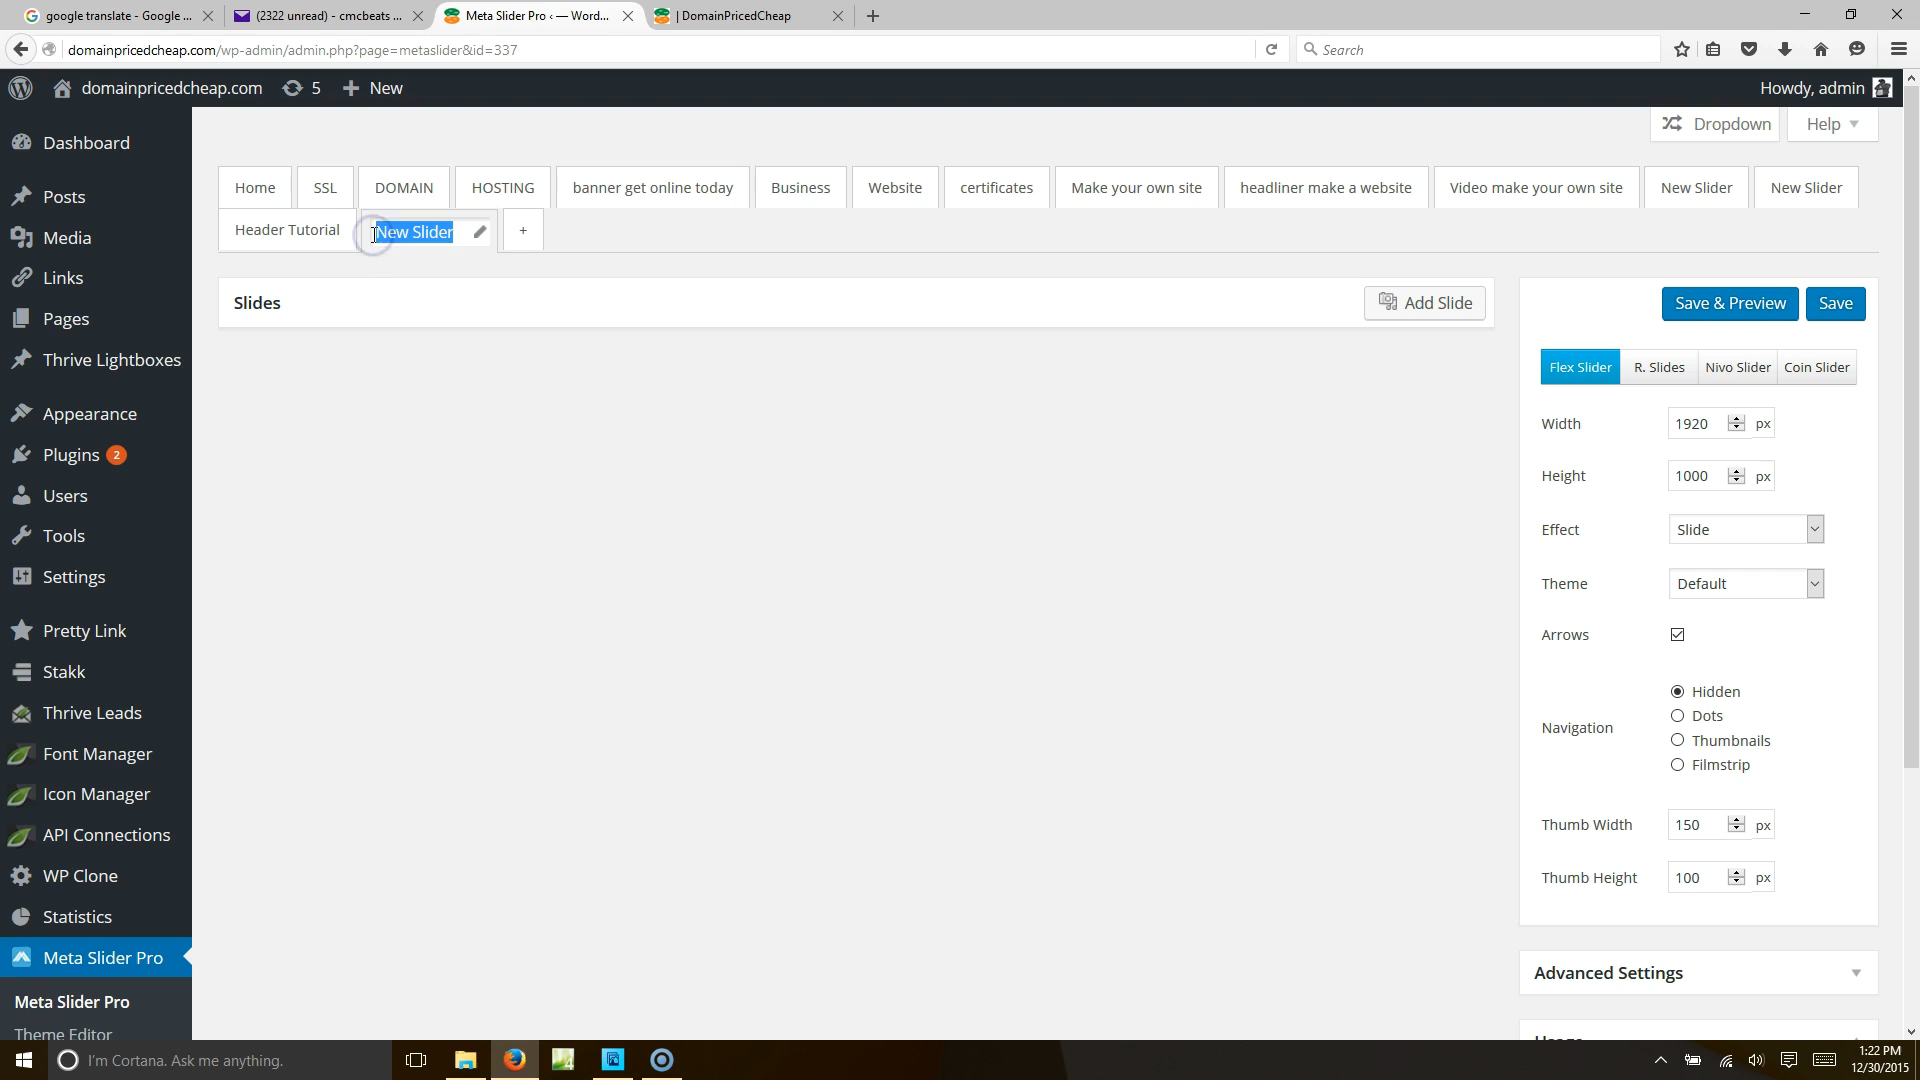 google translate - Google ...
(2322 unread) - cmcbeats ...
Meta Slider Pro ‹ — Word...
| DomainPricedCheap
domainpricedcheap.com/wp-admin/admin.php?page=metaslider&id=337
Search
domainpricedcheap.com 5 New
Howdy, admin
Dropdown
Help
Dashboard
Posts
Media
Links
Pages
Thrive Lightboxes
Appearance
Plugins 2
Users
Tools
Settings
Pretty Link
Stakk
Thrive Leads
Font Manager
Icon Manager
API Connections
WP Clone
Statistics
Meta Slider Pro
Meta Slider Pro
Theme Editor
Home
SSL
DOMAIN
HOSTING
banner get online today
Business
Website
certificates
Make your own site
headliner make a website
Video make your own site
New Slider
New Slider
Header Tutorial
New Slider
+
Slides
Add Slide
Save & Preview
Save
Flex Slider
R. Slides
Nivo Slider
Coin Slider
Width 1920 px
Height 1000 px
Effect Slide
Theme Default
Arrows
Navigation
Hidden
Dots
Thumbnails
Filmstrip
Thumb Width 150 px
Thumb Height 100 px
Advanced Settings
Usage
I'm Cortana. Ask me anything.
1:22 PM
12/30/2015